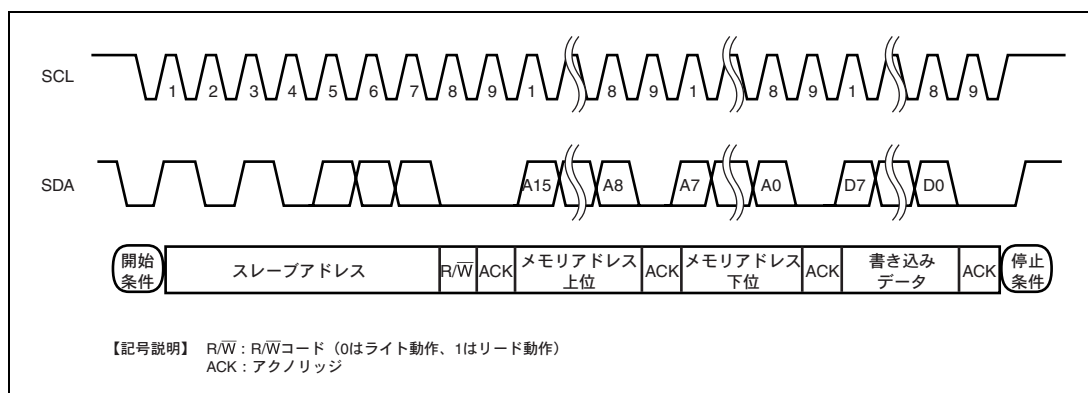 SCL
1 2 3 4 5 6 7 8 9 1 8 9 1 8 9 1 8 9
SDA
A15 A8 A7 A0 D7 D0
開始
条件
スレーブアドレス
R/W̅
ACK
メモリアドレス
上位
ACK
メモリアドレス
下位
ACK
書き込み
データ
ACK
停止
条件
【記号説明】 R/W̅:R/W̅コード(0はライト動作、1はリード動作)
ACK:アクノリッジ